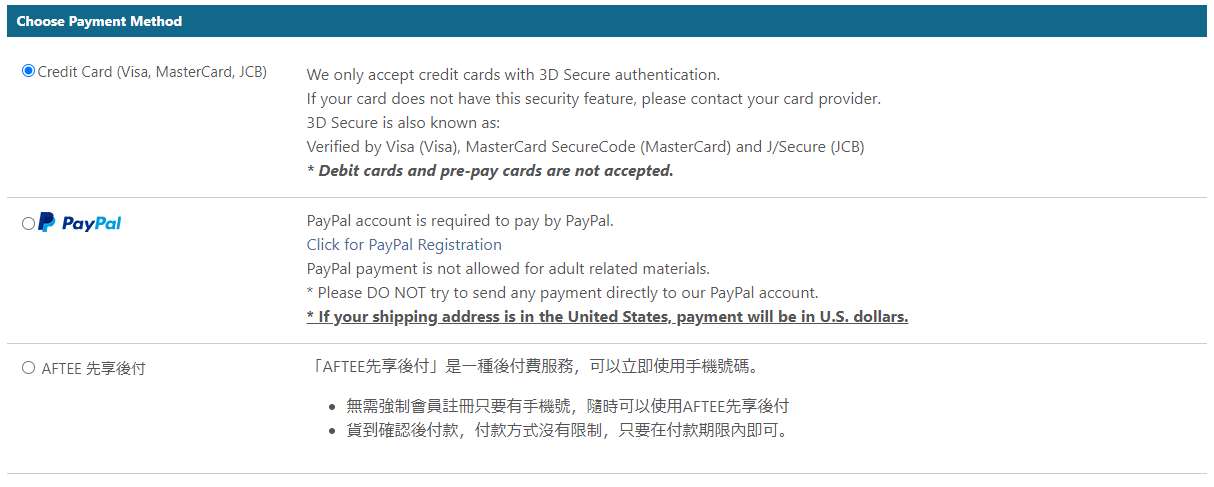 Choose Payment Method
Credit Card (Visa, MasterCard, JCB)
We only accept credit cards with 3D Secure authentication.
If your card does not have this security feature, please contact your card provider.
3D Secure is also known as:
Verified by Visa (Visa), MasterCard SecureCode (MasterCard) and J/Secure (JCB)
* Debit cards and pre-pay cards are not accepted.
PayPal
PayPal account is required to pay by PayPal.
Click for PayPal Registration
PayPal payment is not allowed for adult related materials.
* Please DO NOT try to send any payment directly to our PayPal account.
* If your shipping address is in the United States, payment will be in U.S. dollars.
AFTEE 先享後付
「AFTEE先享後付」是一種後付費服務，可以立即使用手機號碼。
• 無需強制會員註冊只要有手機號，隨時可以使用AFTEE先享後付
• 貨到確認後付款，付款方式沒有限制，只要在付款期限內即可。